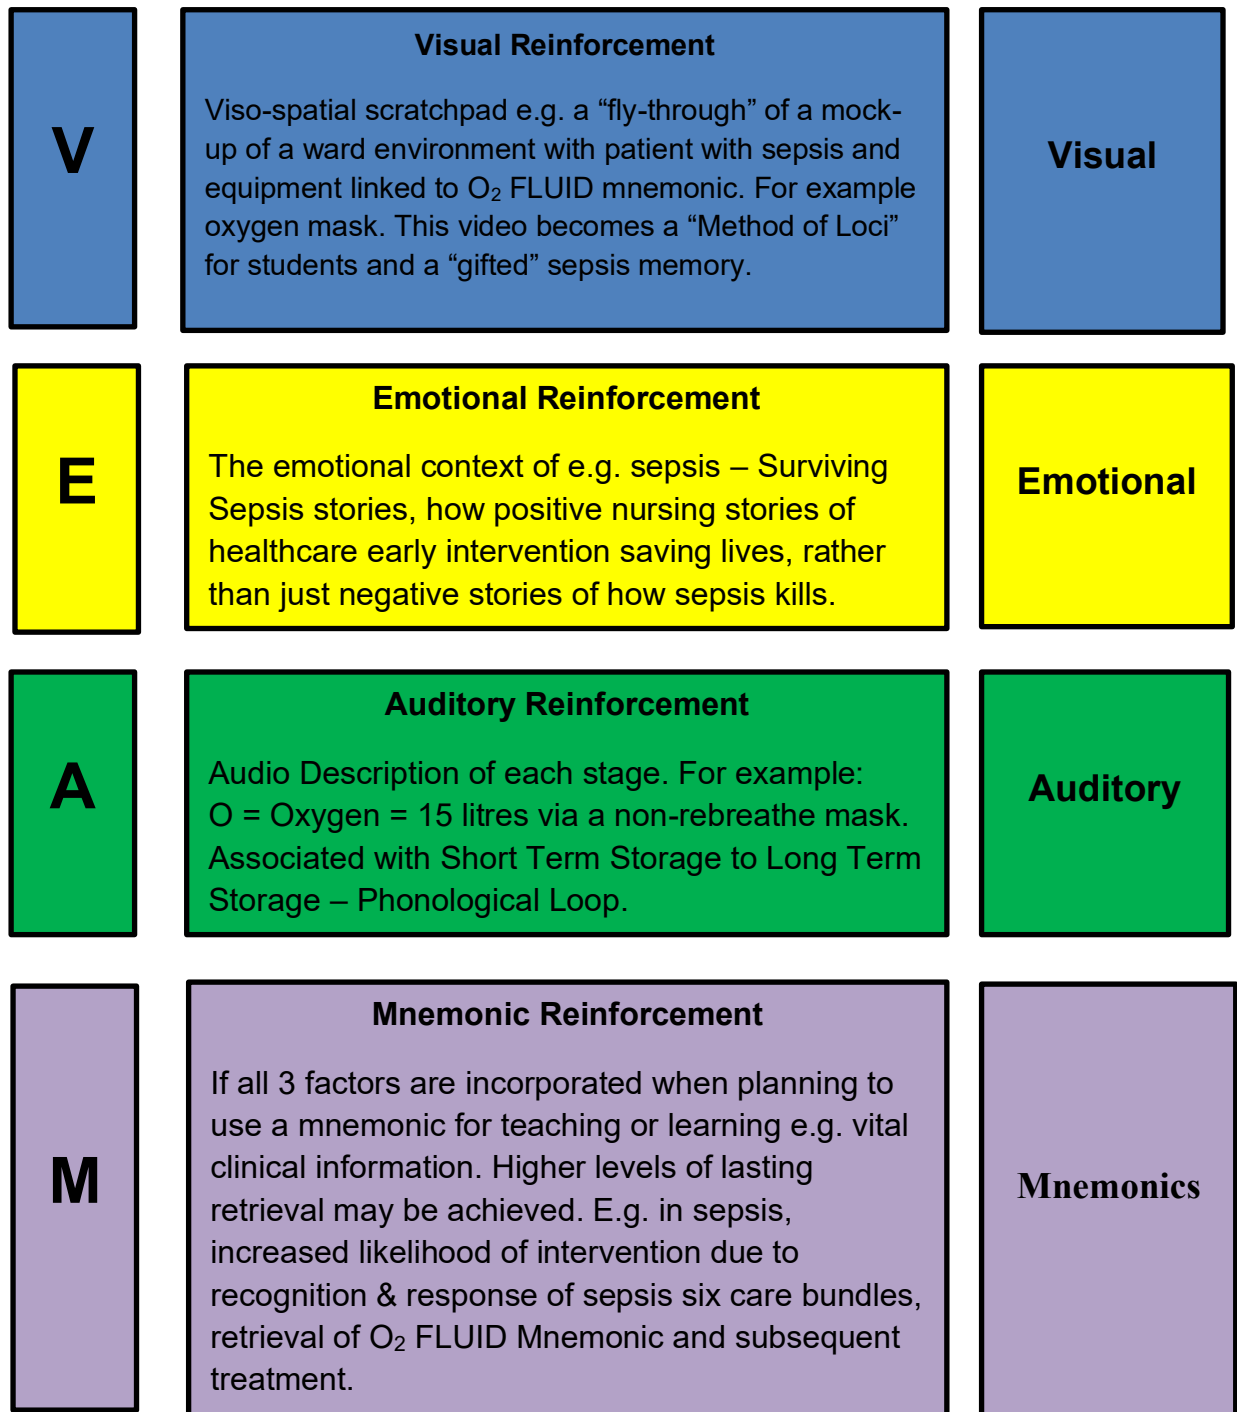 V
Visual Reinforcement
Viso-spatial scratchpad e.g. a “fly-through” of a mock-
up of a ward environment with patient with sepsis and
equipment linked to O₂ FLUID mnemonic. For example
oxygen mask. This video becomes a “Method of Loci”
for students and a “gifted” sepsis memory.
Visual
E
Emotional Reinforcement
The emotional context of e.g. sepsis – Surviving
Sepsis stories, how positive nursing stories of
healthcare early intervention saving lives, rather
than just negative stories of how sepsis kills.
Emotional
A
Auditory Reinforcement
Audio Description of each stage. For example:
O = Oxygen = 15 litres via a non-rebreathe mask.
Associated with Short Term Storage to Long Term
Storage – Phonological Loop.
Auditory
M
Mnemonic Reinforcement
If all 3 factors are incorporated when planning to
use a mnemonic for teaching or learning e.g. vital
clinical information. Higher levels of lasting
retrieval may be achieved. E.g. in sepsis,
increased likelihood of intervention due to
recognition & response of sepsis six care bundles,
retrieval of O₂ FLUID Mnemonic and subsequent
treatment.
Mnemonics